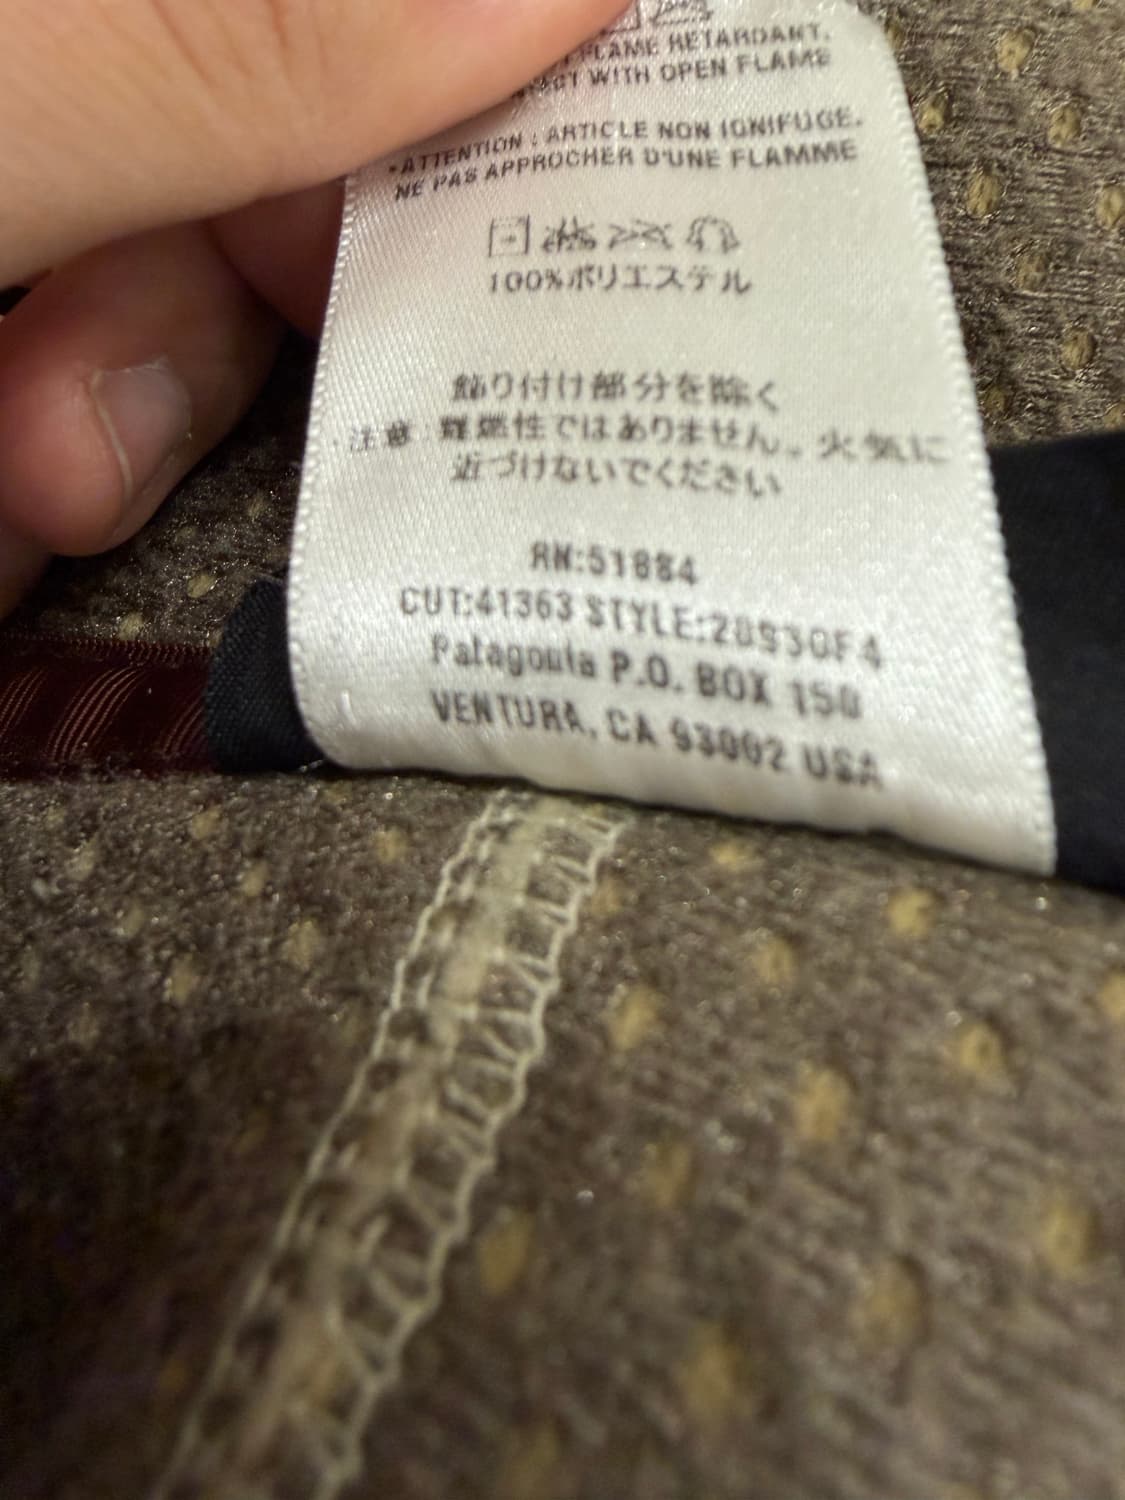 FLAME RETARDANT.
WITH OPEN FLAME
•ATTENTION : ARTICLE NON IGNIFUGE.
NE PAS APPROCHER D'UNE FLAMME
100%ポリエステル
飾り付け部分を除く
・注意 難燃性ではありません。火気に
近づけないでください
RN:51884
CUT:41363 STYLE:20930F4
Patagonia P.O. BOX 150
VENTURA, CA 93002 USA